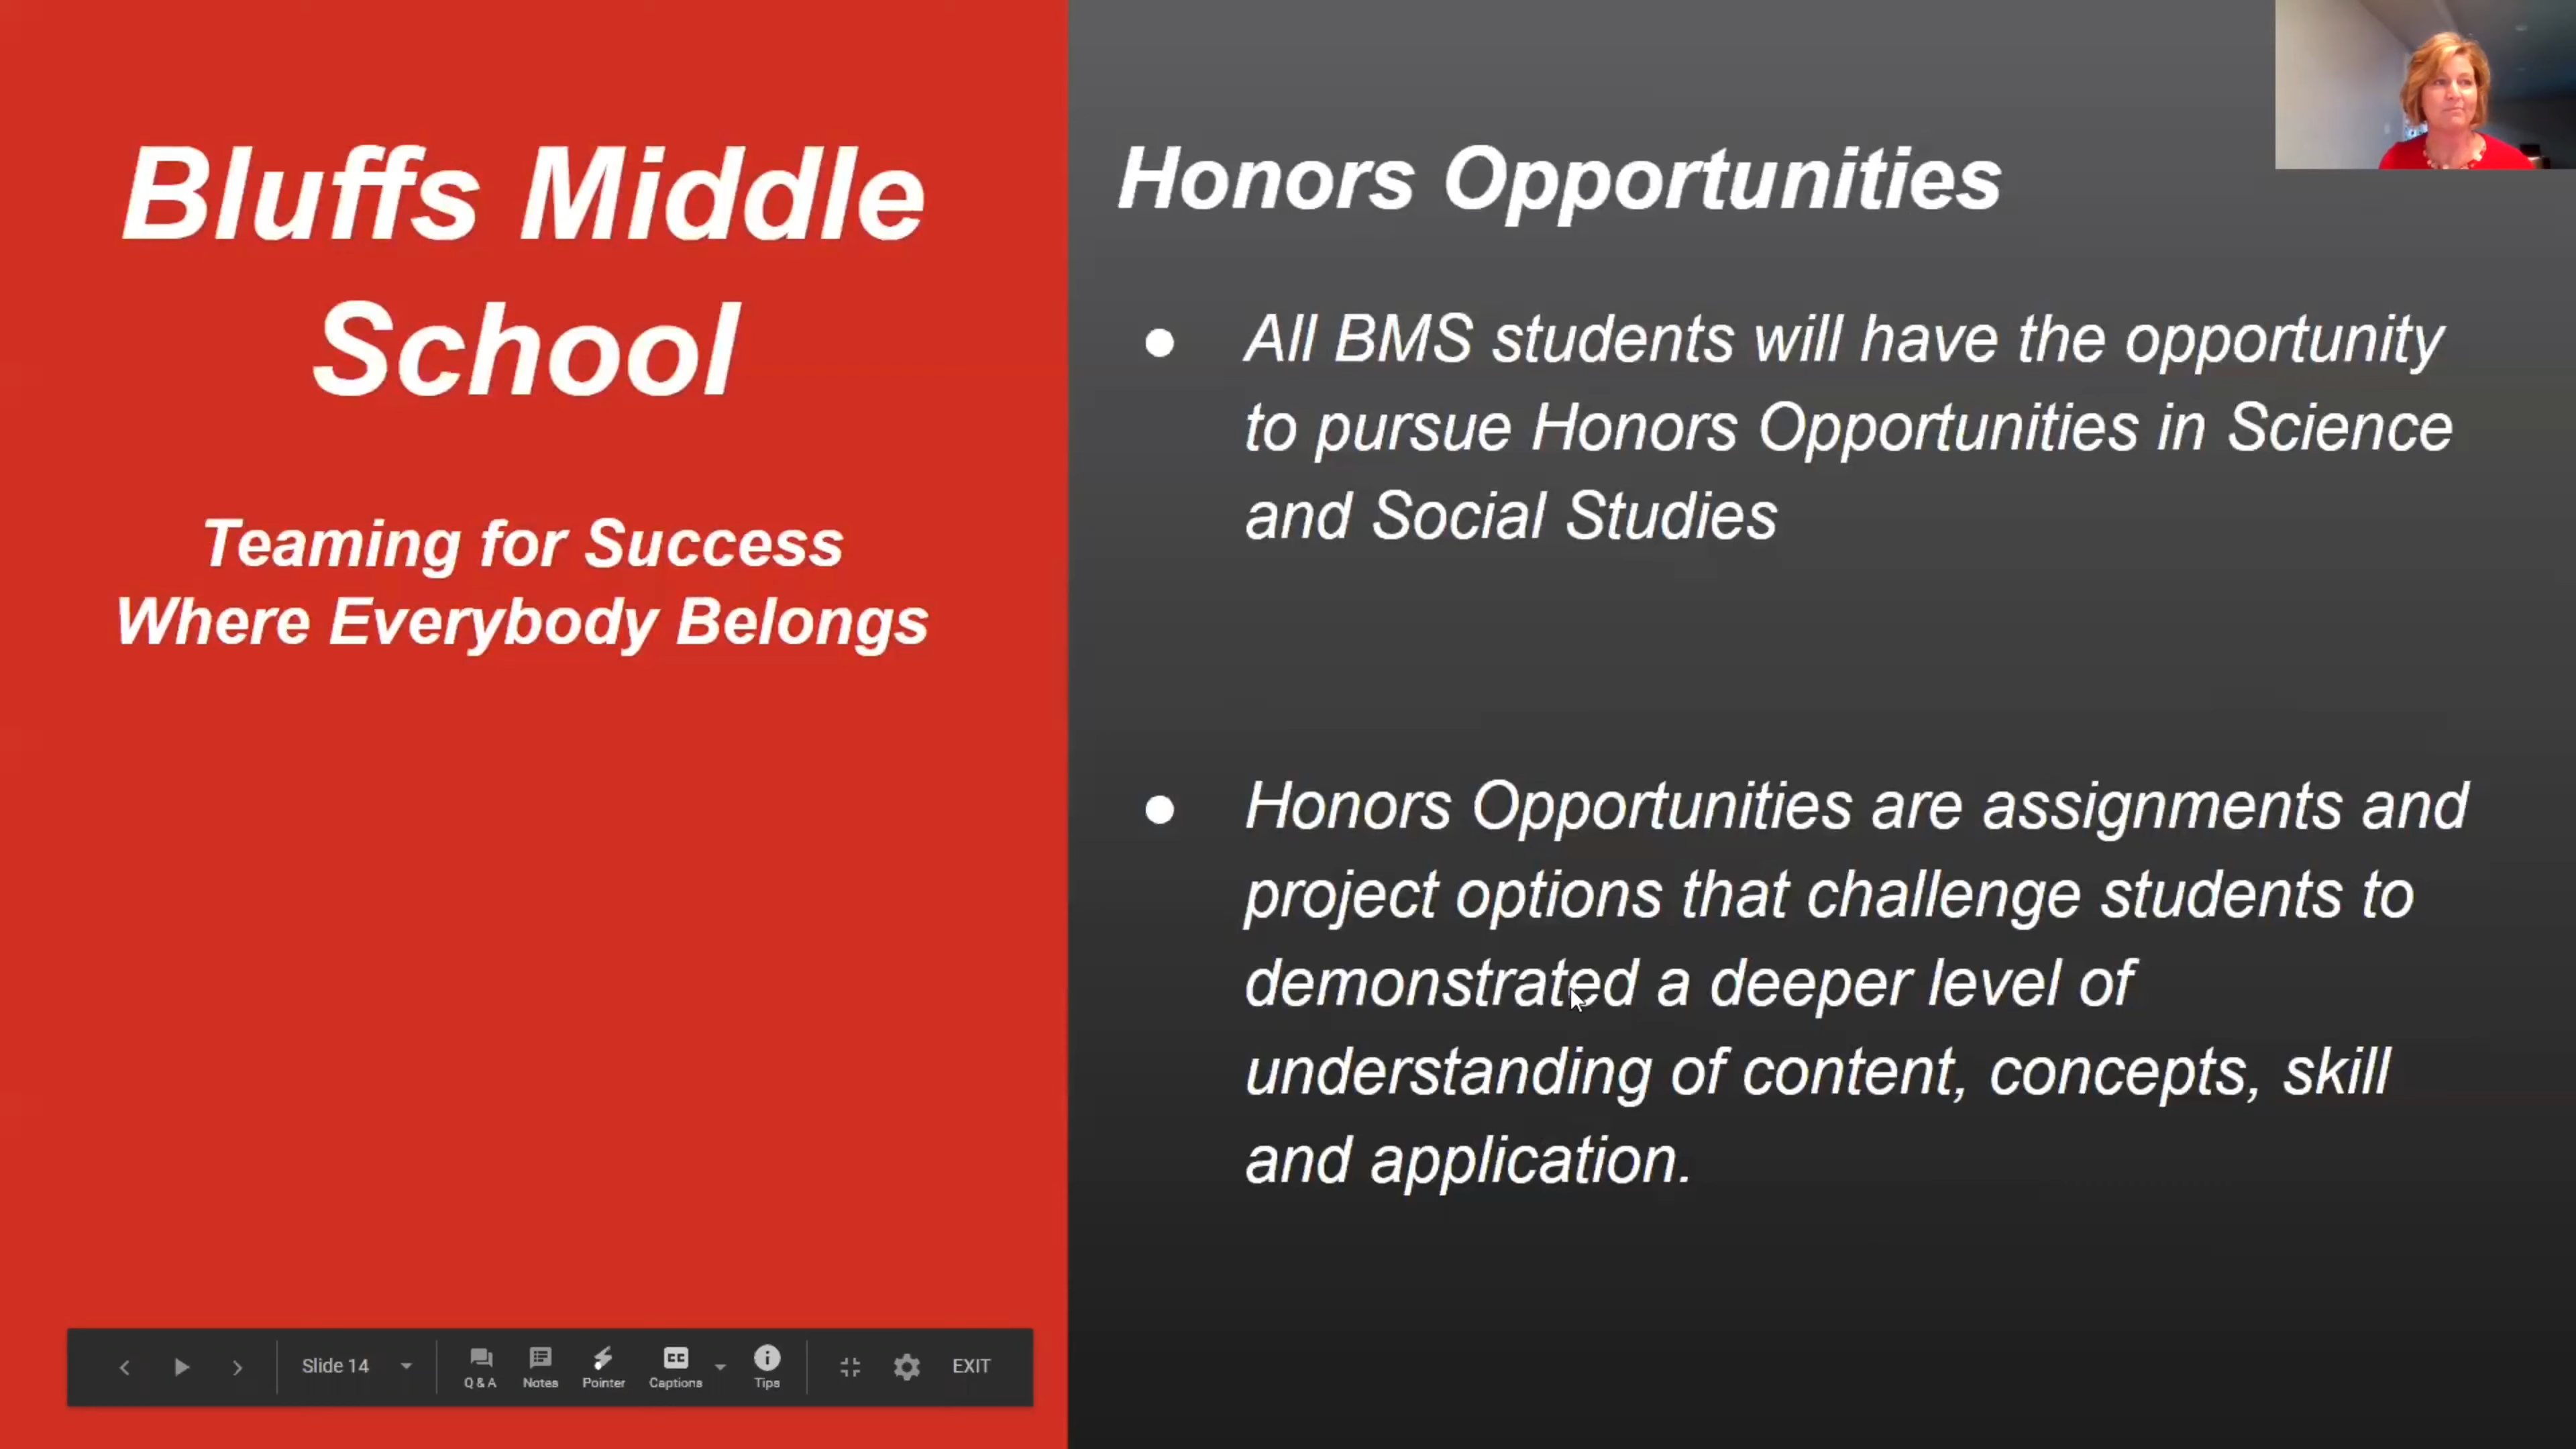 Bluffs Middle
School
Teaming for Success
Where Everybody Belongs
Honors Opportunities
● All BMS students will have the opportunity
to pursue Honors Opportunities in Science
and Social Studies
● Honors Opportunities are assignments and
project options that challenge students to
demonstrated a deeper level of
understanding of content, concepts, skill
and application.
Slide 14
Q & A
Notes
Pointer
CC
Captions
Tips
EXIT